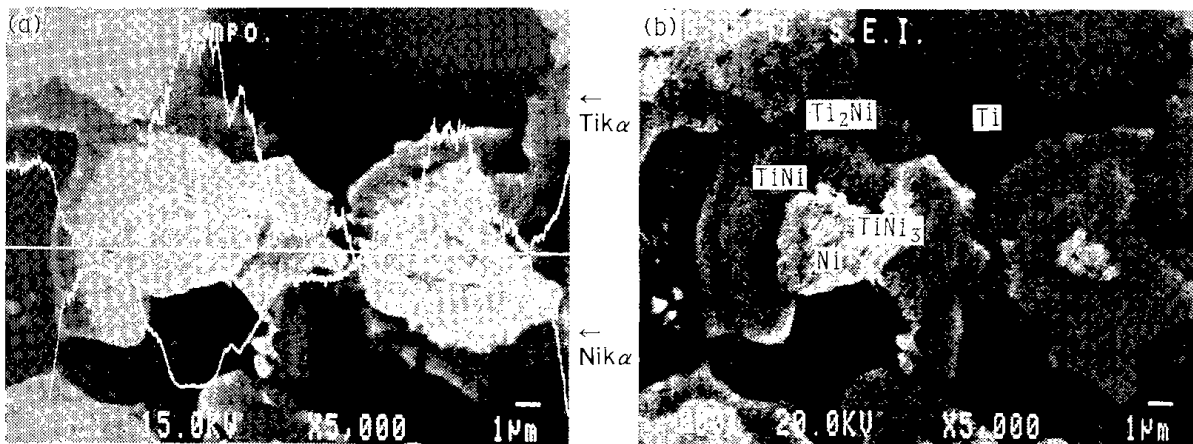 (a)
Compo.
← Tikα
← Nikα
15.0KV X5,000 1μm
(b)
S.E.I.
Ti₂Ni
Ti
TiNi
TiNi₃
Ni
20.0KV X5,000 1μm